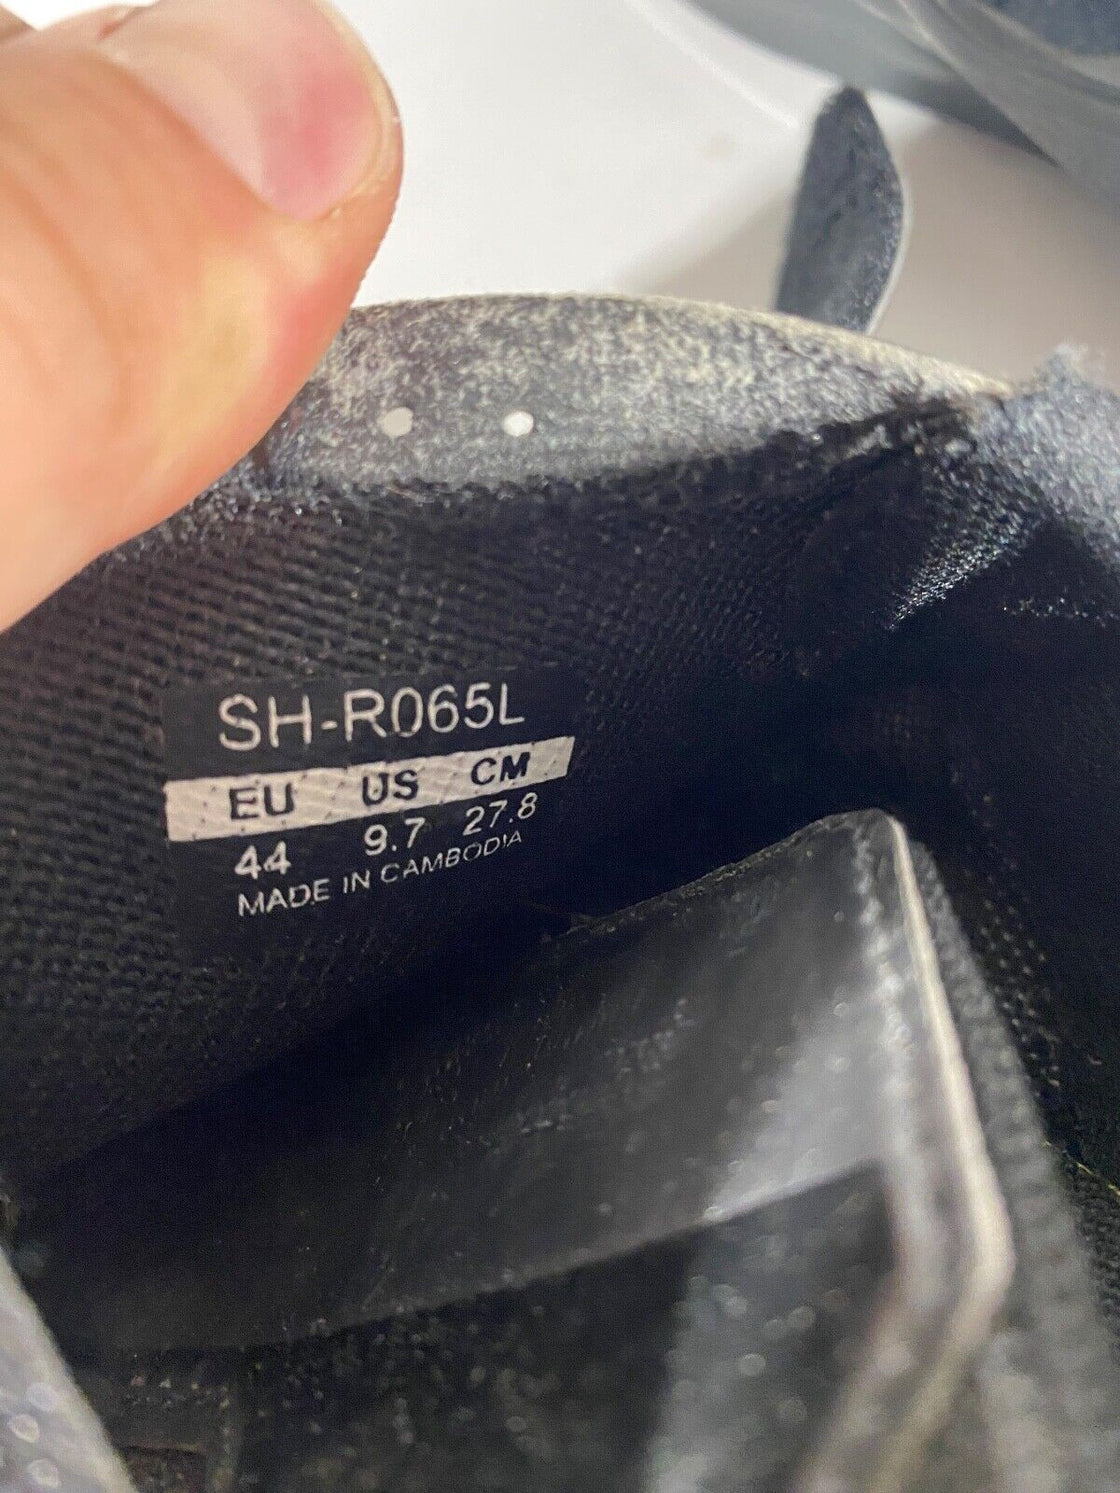 SH-R065L
EU US CM
44 9.7 27.8
MADE IN CAMBODIA